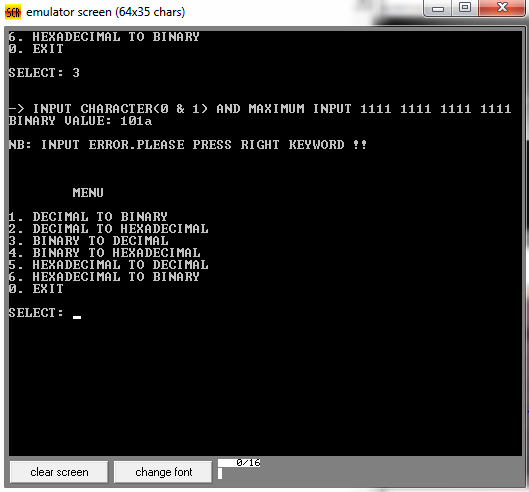 SCR emulator screen (64x35 chars)
6. HEXADECIMAL TO BINARY
0. EXIT
SELECT: 3
-> INPUT CHARACTER(0 & 1) AND MAXIMUM INPUT 1111 1111 1111 1111
BINARY VALUE: 101a
NB: INPUT ERROR.PLEASE PRESS RIGHT KEYWORD !!
MENU
1. DECIMAL TO BINARY
2. DECIMAL TO HEXADECIMAL
3. BINARY TO DECIMAL
4. BINARY TO HEXADECIMAL
5. HEXADECIMAL TO DECIMAL
6. HEXADECIMAL TO BINARY
0. EXIT
SELECT: _
clear screen change font 0/16